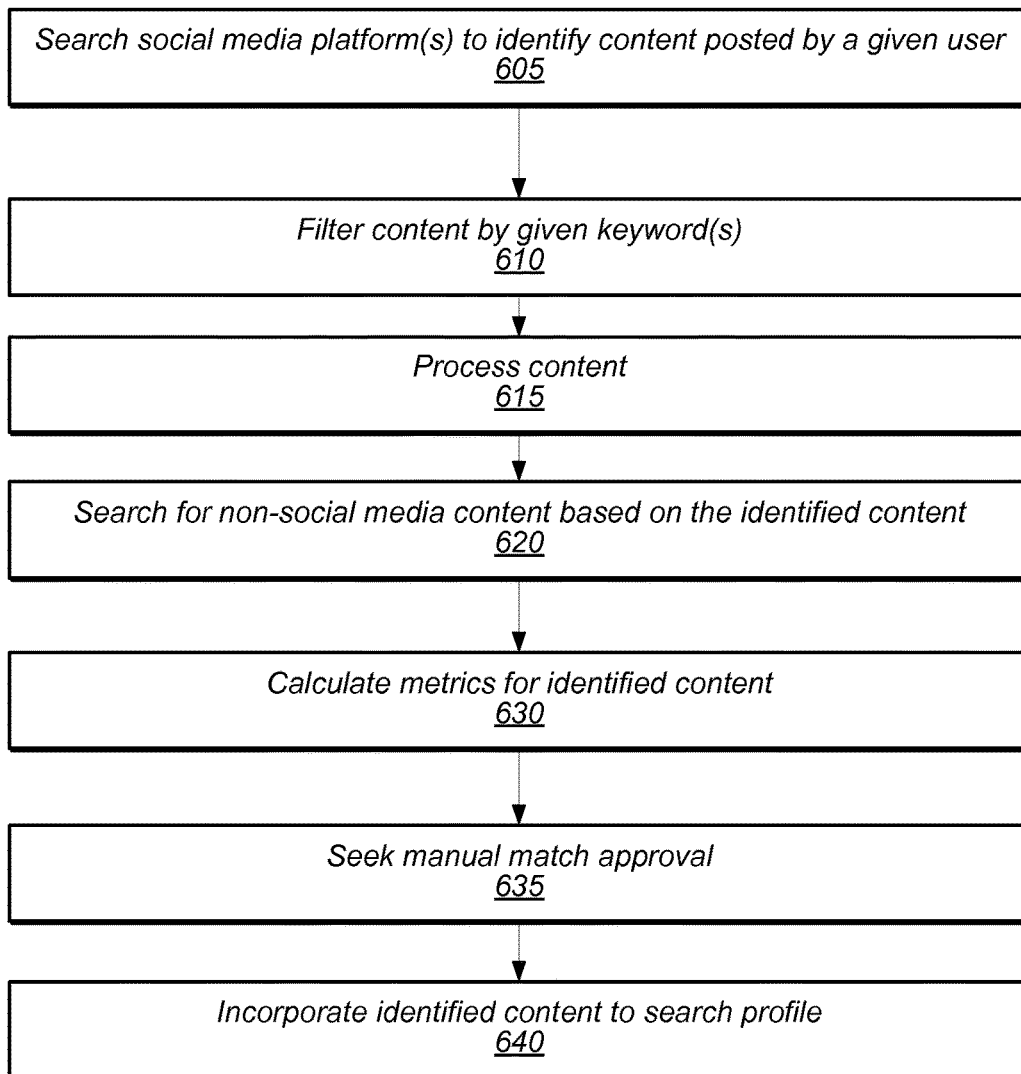 Search social media platform(s) to identify content posted by a given user
605
Filter content by given keyword(s)
610
Process content
615
Search for non-social media content based on the identified content
620
Calculate metrics for identified content
630
Seek manual match approval
635
Incorporate identified content to search profile
640